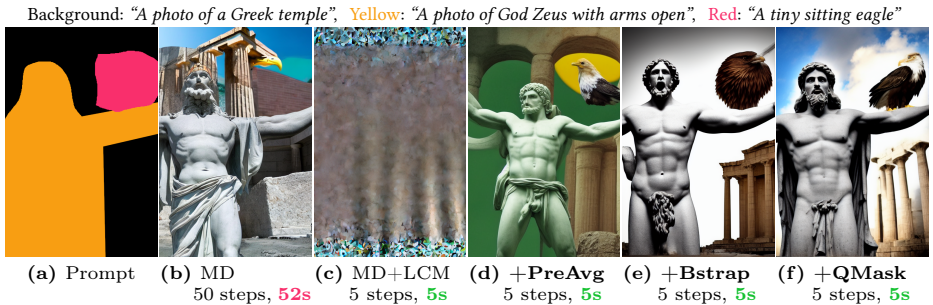 Background: “A photo of a Greek temple”, Yellow: “A photo of God Zeus with arms open”, Red: “A tiny sitting eagle”
(a) Prompt (b) MD (c) MD+LCM (d) +PreAvg (e) +Bstrap (f) +QMask
50 steps, 52s 5 steps, 5s 5 steps, 5s 5 steps, 5s 5 steps, 5s